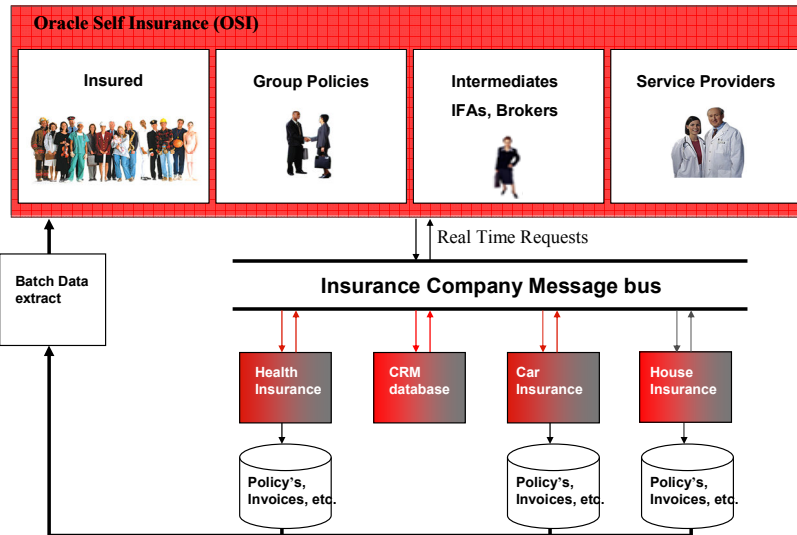 Oracle Self Insurance (OSI)
Insured
Group Policies
Intermediates
IFAs, Brokers
Service Providers
Real Time Requests
Batch Data
extract
Insurance Company Message bus
Health
Insurance
CRM
database
Car
Insurance
House
Insurance
Policy's,
Invoices, etc.
Policy's,
Invoices, etc.
Policy's,
Invoices, etc.